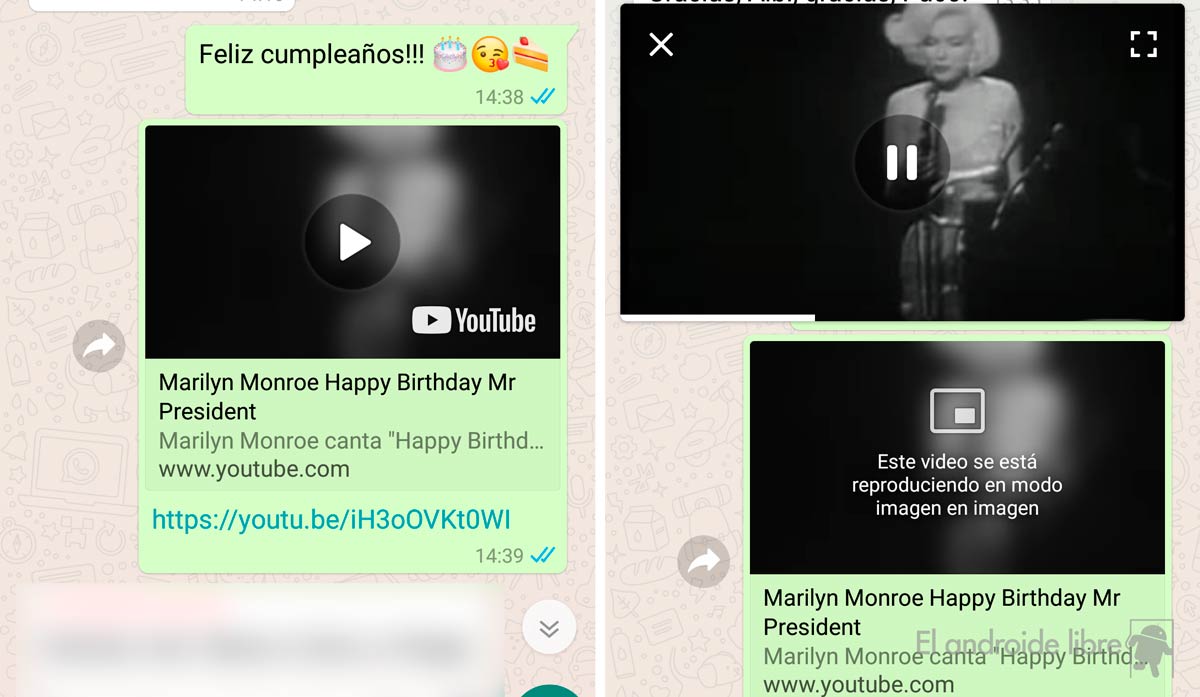 Feliz cumpleaños!!! 🎂😘🍰
14:38
YouTube
Marilyn Monroe Happy Birthday Mr
President
Marilyn Monroe canta "Happy Birthd...
www.youtube.com
https://youtu.be/iH3oOVKt0WI
14:39
Este video se está
reproduciendo en modo
imagen en imagen
Marilyn Monroe Happy Birthday Mr
President
El androide libre
Marilyn Monroe canta "Happy Birthd...
www.youtube.com